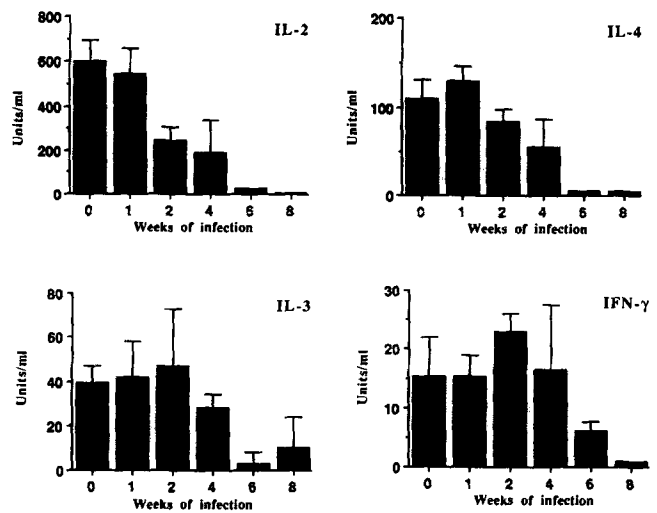 IL-2
Units/ml
800
600
400
200
0
0 1 2 4 6 8
Weeks of infection
IL-4
Units/ml
200
100
0
0 1 2 4 6 8
Weeks of infection
IL-3
Units/ml
80
60
40
20
0
0 1 2 4 6 8
Weeks of infection
IFN-γ
Units/ml
30
20
10
0
0 1 2 4 6 8
Weeks of infection